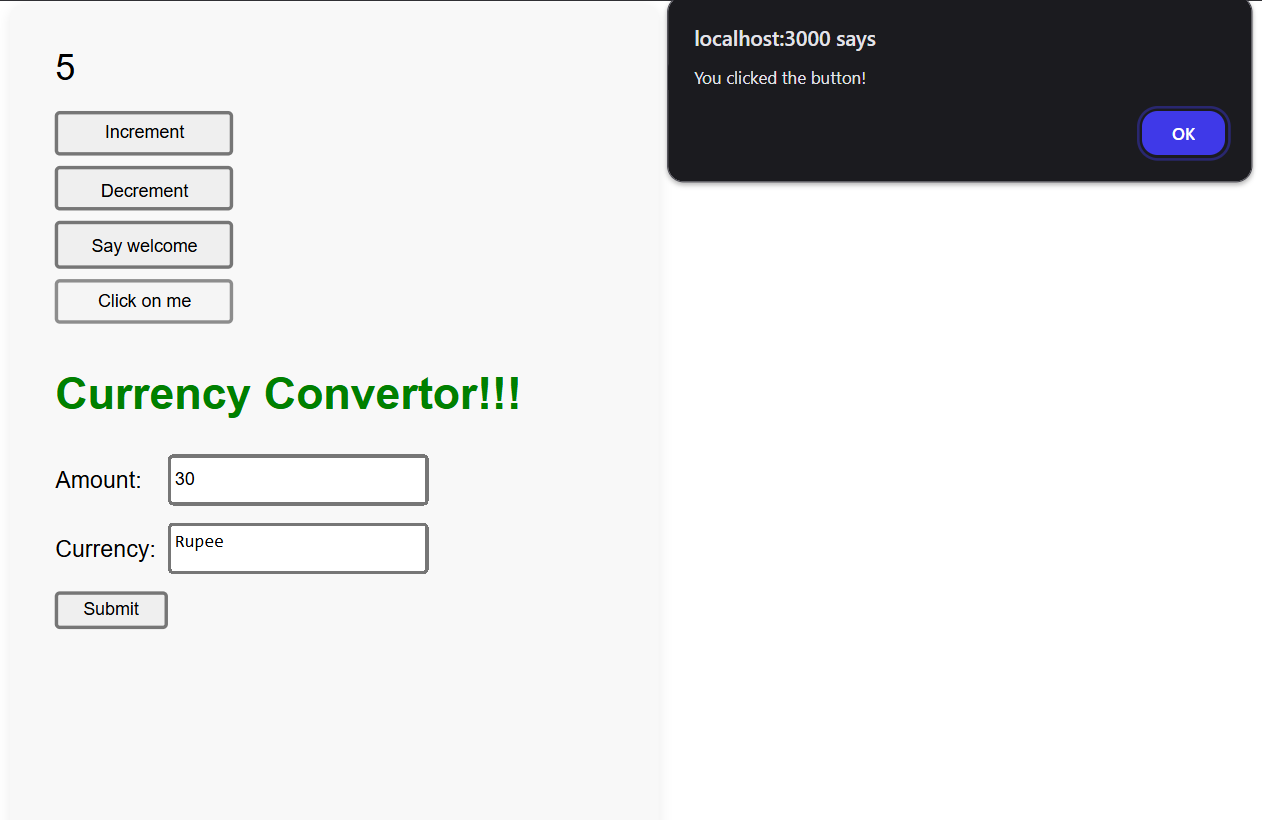 5
Increment
Decrement
Say welcome
Click on me
Currency Convertor!!!
Amount: 30
Currency: Rupee
Submit
localhost:3000 says
You clicked the button!
OK